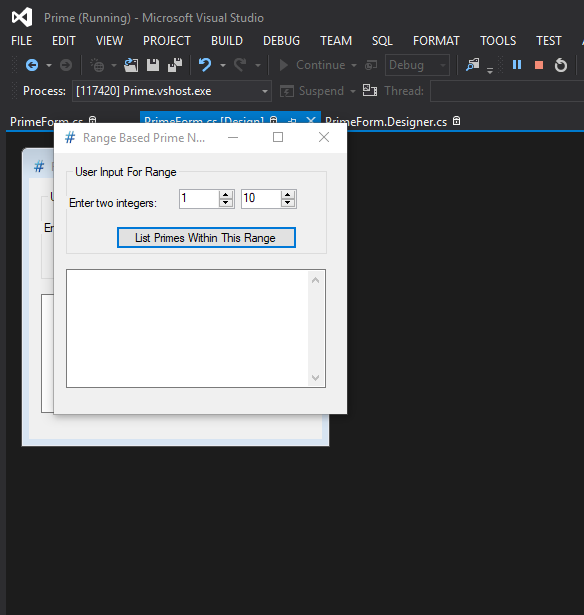 Prime (Running) - Microsoft Visual Studio
FILE EDIT VIEW PROJECT BUILD DEBUG TEAM SQL FORMAT TOOLS TEST
Continue Debug
Process: [117420] Prime.vshost.exe Suspend Thread:
PrimeForm.cs PrimeForm.cs [Design] PrimeForm.Designer.cs
# Range Based Prime N...
#
User Input For Range
Enter two integers: 1 10
List Primes Within This Range